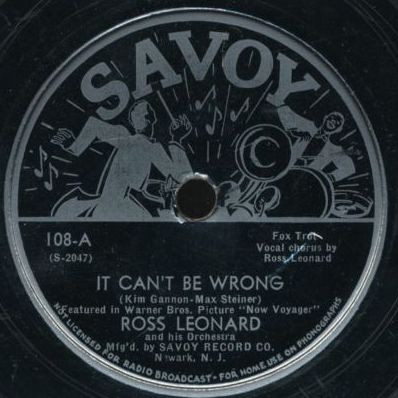 SAVOY
108-A
(S-2047)
Fox Trot
Vocal chorus by
Ross Leonard
IT CAN'T BE WRONG
(Kim Gannon-Max Steiner)
Featured in Warner Bros. Picture "Now Voyager"
ROSS LEONARD
and his Orchestra
Mfg'd. by SAVOY RECORD CO.
Newark, N. J.
NOT LICENSED FOR RADIO BROADCAST-FOR HOME USE ON PHONOGRAPHS
C